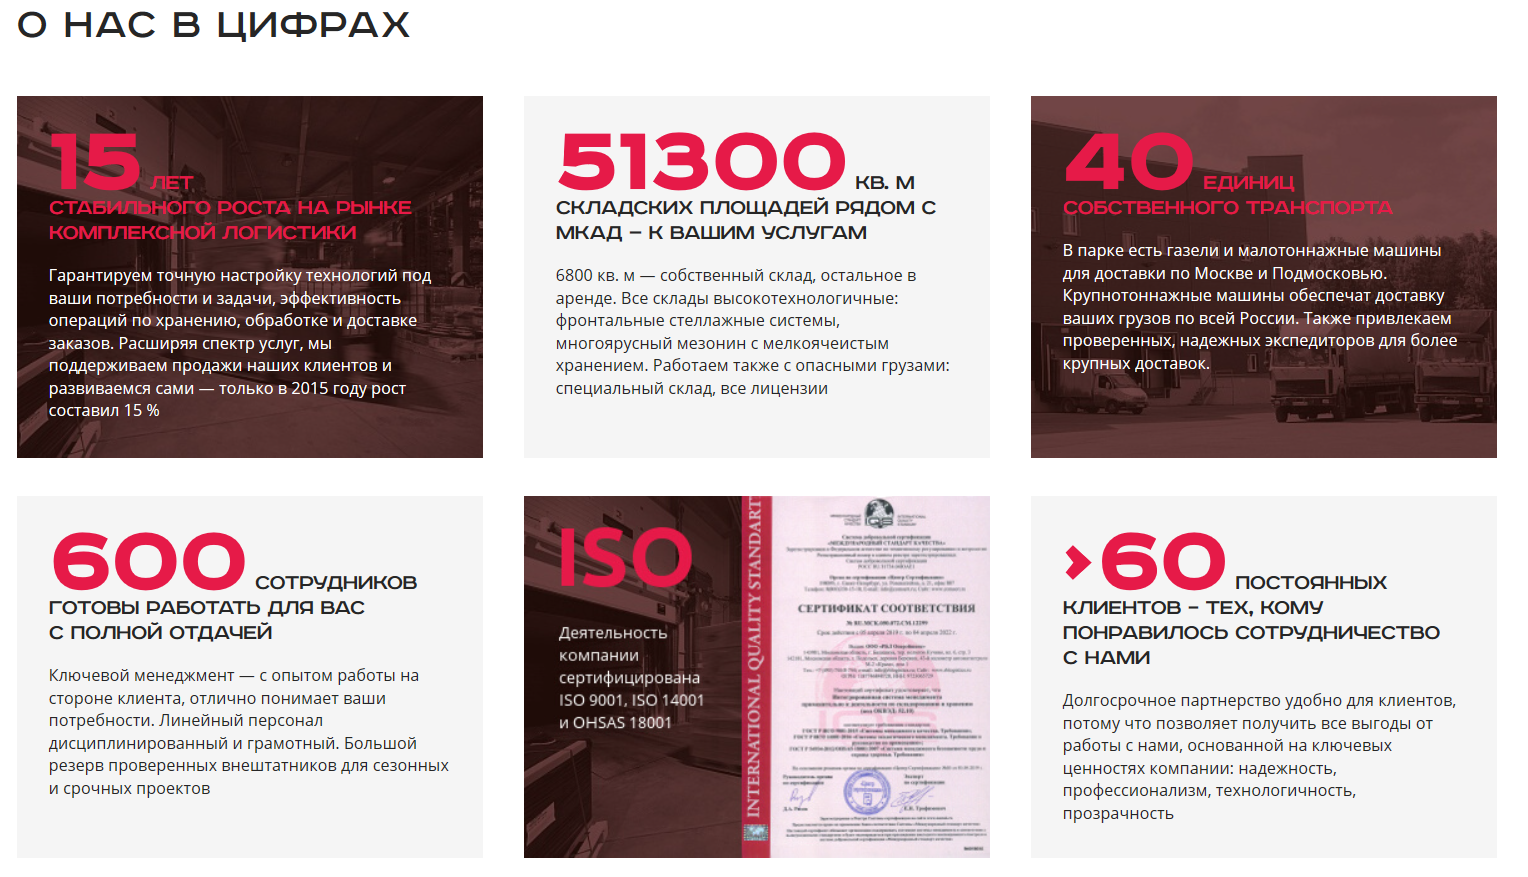 О НАС В ЦИФРАХ
15 ЛЕТ
СТАБИЛЬНОГО РОСТА НА РЫНКЕ
КОМПЛЕКСНОЙ ЛОГИСТИКИ
Гарантируем точную настройку технологий под
ваши потребности и задачи, эффективность
операций по хранению, обработке и доставке
заказов. Расширяя спектр услуг, мы
поддерживаем продажи наших клиентов и
развиваемся сами — только в 2015 году рост
составил 15 %
51300 КВ. М
СКЛАДСКИХ ПЛОЩАДЕЙ РЯДОМ С
МКАД – К ВАШИМ УСЛУГАМ
6800 кв. м — собственный склад, остальное в
аренде. Все склады высокотехнологичные:
фронтальные стеллажные системы,
многоярусный мезонин с мелкоячеистым
хранением. Работаем также с опасными грузами:
специальный склад, все лицензии
40 ЕДИНИЦ
СОБСТВЕННОГО ТРАНСПОРТА
В парке есть газели и малотоннажные машины
для доставки по Москве и Подмосковью.
Крупнотоннажные машины обеспечат доставку
ваших грузов по всей России. Также привлекаем
проверенных, надежных экспедиторов для более
крупных доставок.
600 СОТРУДНИКОВ
ГОТОВЫ РАБОТАТЬ ДЛЯ ВАС
С ПОЛНОЙ ОТДАЧЕЙ
Ключевой менеджмент — с опытом работы на
стороне клиента, отлично понимает ваши
потребности. Линейный персонал
дисциплинированный и грамотный. Большой
резерв проверенных внештатников для сезонных
и срочных проектов
ISO
Деятельность
компании
сертифицирована
ISO 9001, ISO 14001
и OHSAS 18001
INTERNATIONAL QUALITY STANDART
IQS
Система добровольной сертификации
«МЕЖДУНАРОДНЫЙ СТАНДАРТ КАЧЕСТВА»
СЕРТИФИКАТ СООТВЕТСТВИЯ
>60 ПОСТОЯННЫХ
КЛИЕНТОВ – ТЕХ, КОМУ
ПОНРАВИЛОСЬ СОТРУДНИЧЕСТВО
С НАМИ
Долгосрочное партнерство удобно для клиентов,
потому что позволяет получить все выгоды от
работы с нами, основанной на ключевых
ценностях компании: надежность,
профессионализм, технологичность,
прозрачность